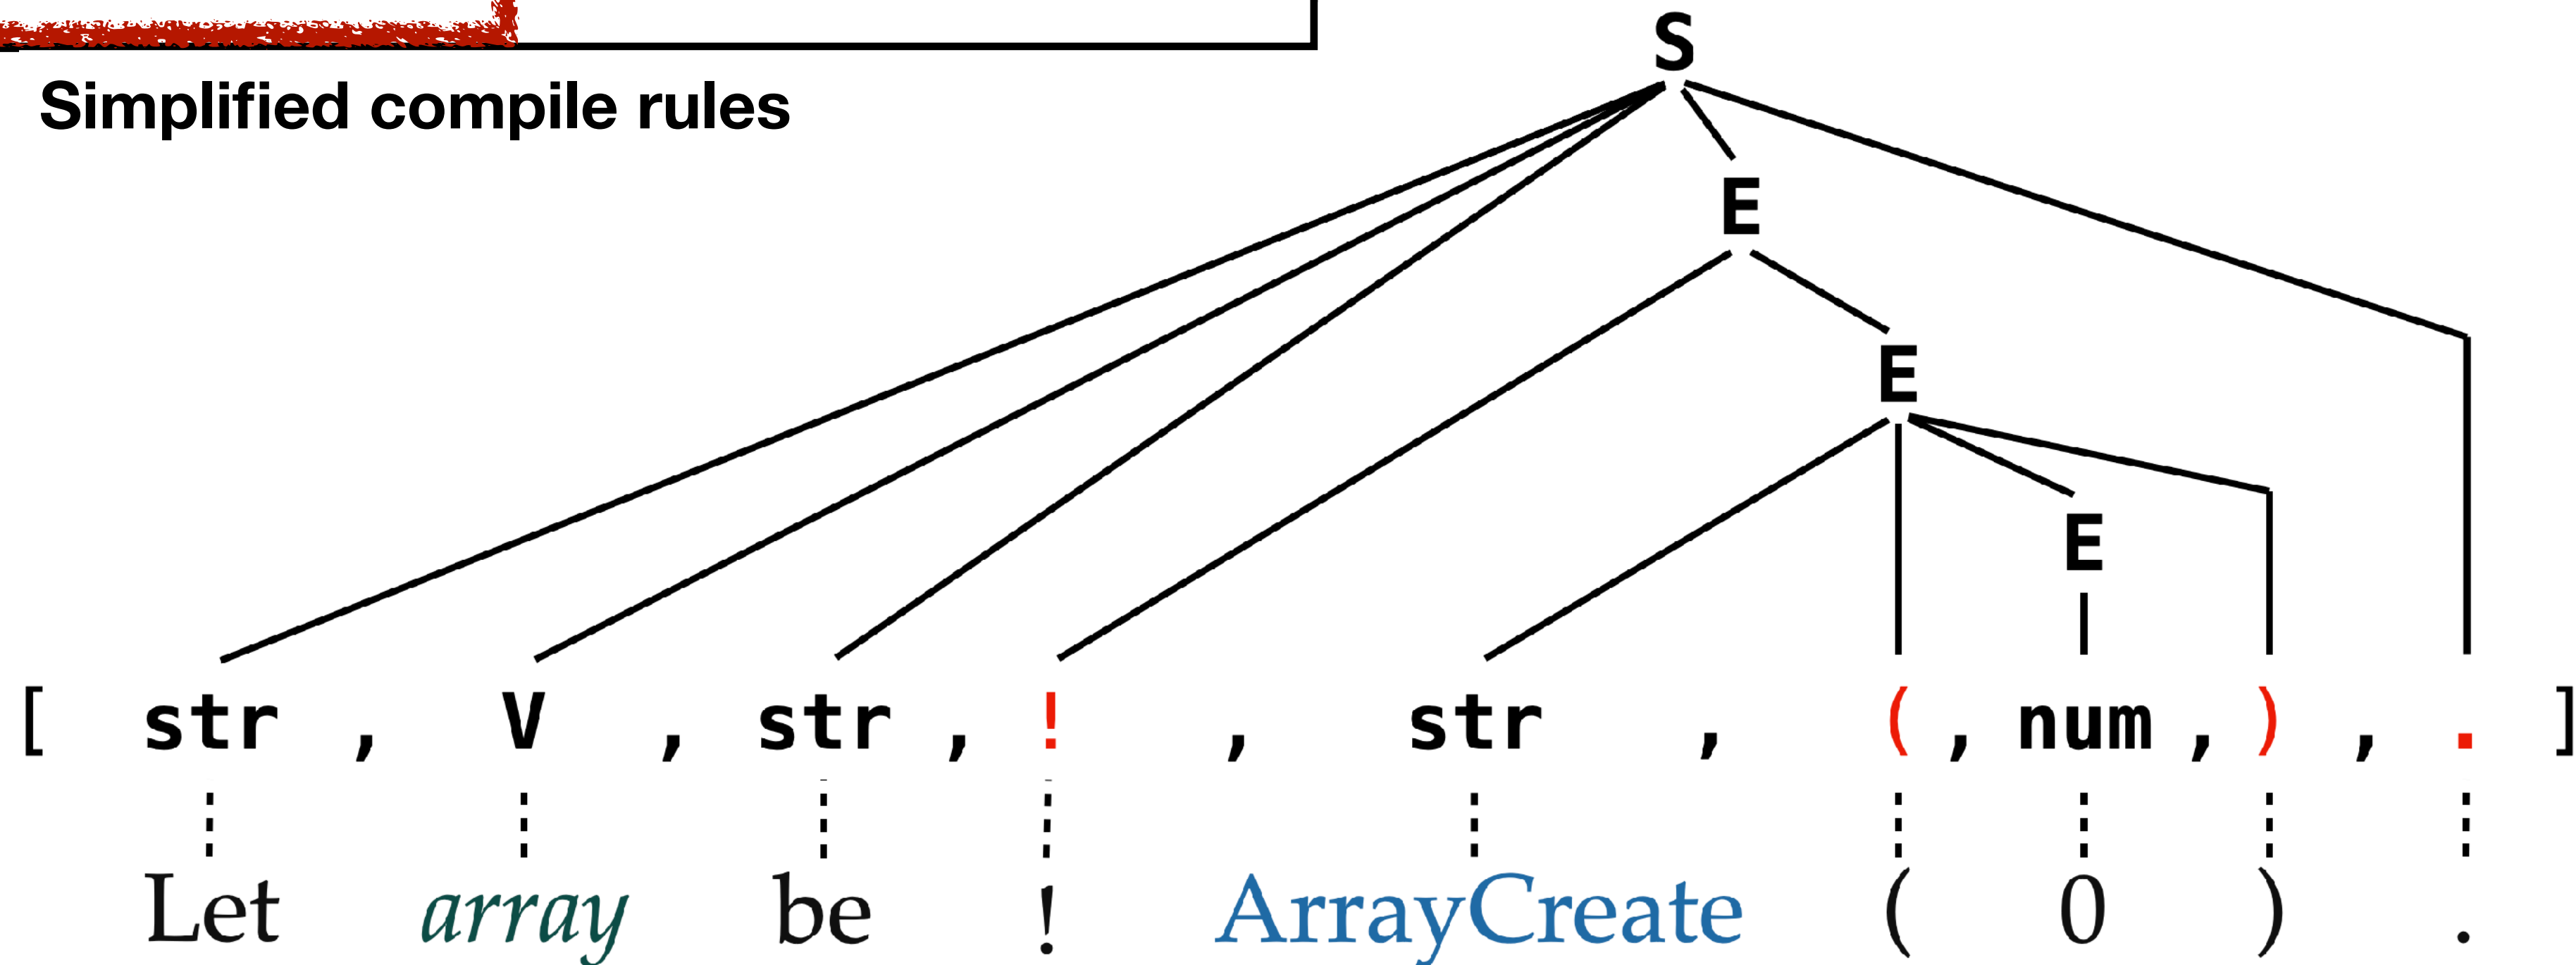 S
Simplified compile rules
E
E
E
[ str , V , str , ! , str , ( , num , ) , . ]
Let array be ! ArrayCreate ( 0 ) .